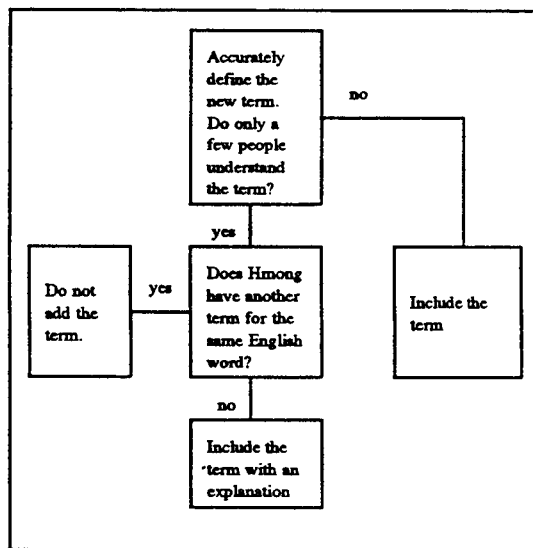 Accurately
define the
new term.
Do only a
few people
understand
the term?
no
yes
Do not
add the
term.
yes
Does Hmong
have another
term for the
same English
word?
Include the
term
no
Include the
term with an
explanation